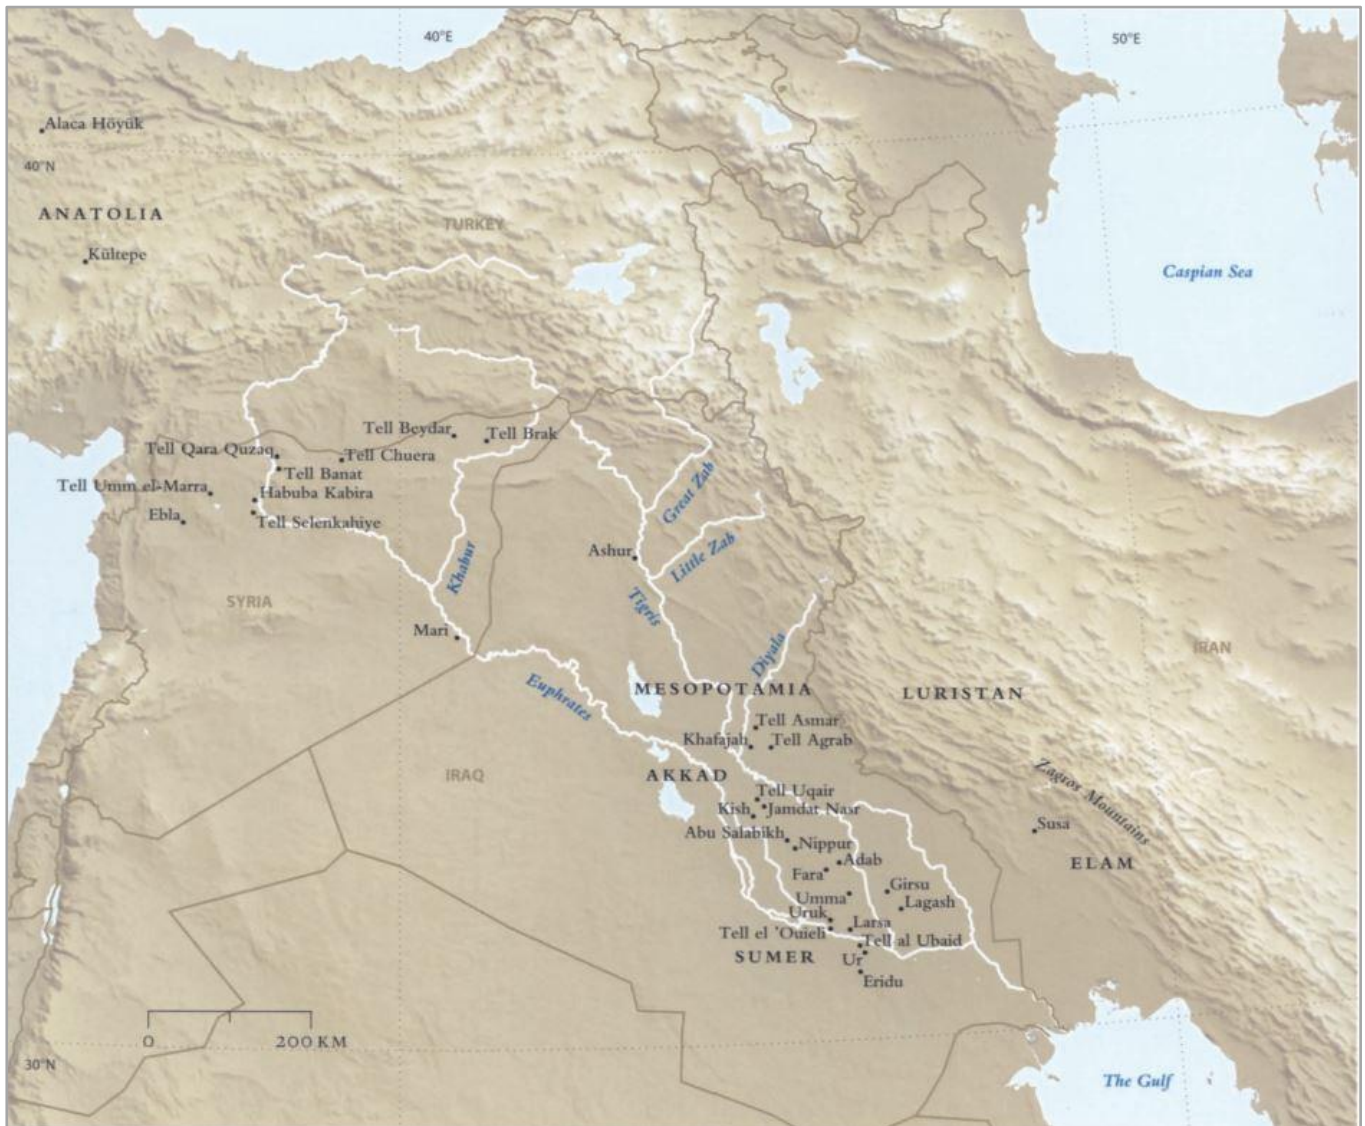 40°E
50°E
Alaca Höyük
40°N
ANATOLIA
TURKEY
Kültepe
Caspian Sea
Tell Beydar
Tell Brak
Tell Qara Quzaq
Tell Chuera
Tell Banat
Tell Umm el-Marra
Habuba Kabira
Great Zab
Ebla
Tell Selenkahiye
Ashur
Little Zab
Khabur
SYRIA
Tigris
Mari
Diyala
IRAN
Euphrates
MESOPOTAMIA
LURISTAN
Tell Asmar
Khafajah
Tell Agrab
IRAQ
AKKAD
Zagros Mountains
Tell Uqair
Kish
Jamdat Nasr
Susa
Abu Salabikh
Nippur
Adab
ELAM
Fara
Girsu
Umma
Lagash
Uruk
Larsa
Tell el 'Ouieli
Tell al Ubaid
SUMER
Ur
Eridu
0 200 KM
30°N
The Gulf